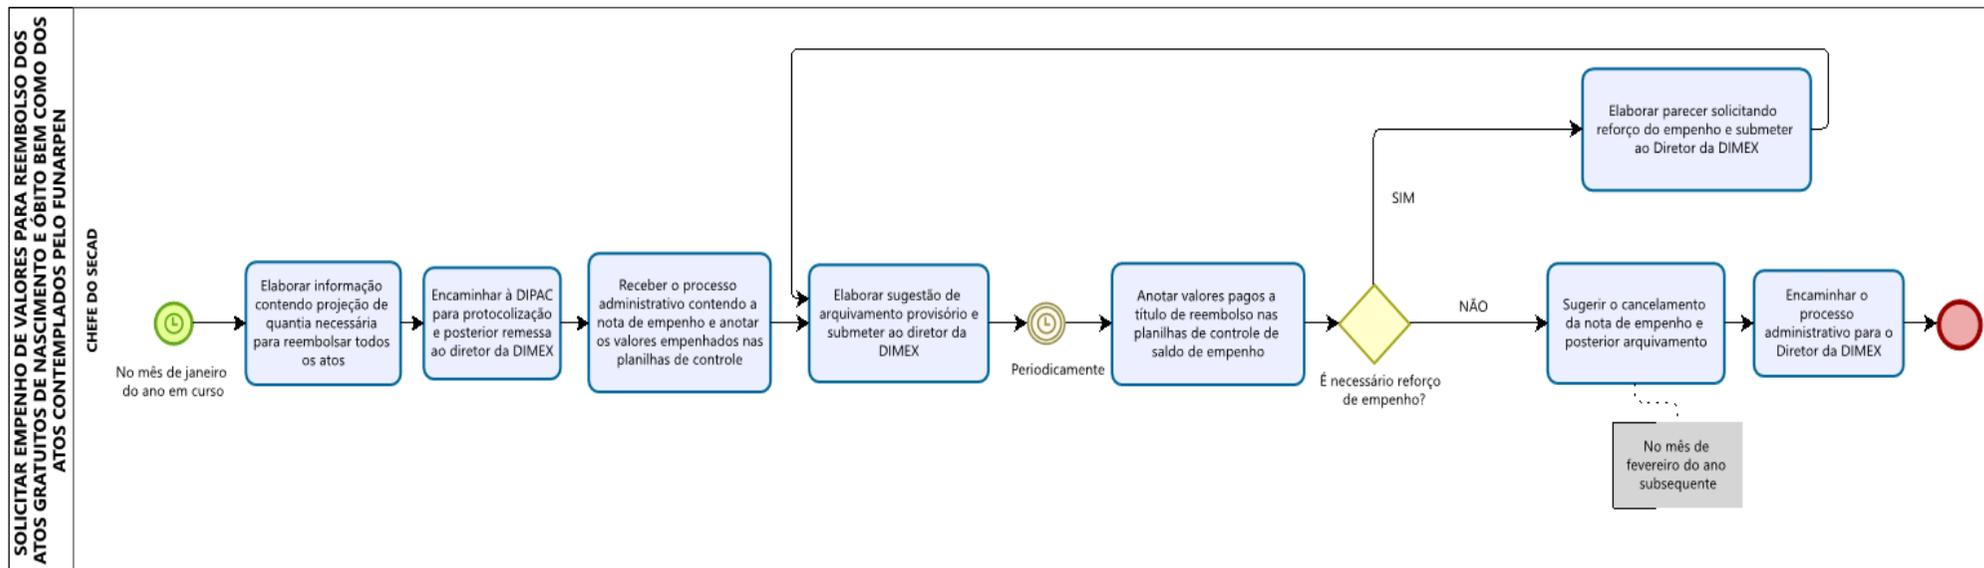 SOLICITAR EMPENHO DE VALORES PARA REEMBOLSO DOS
ATOS GRATUITOS DE NASCIMENTO E ÓBITO BEM COMO DOS
ATOS CONTEMPLADOS PELO FUNARPEN
CHEFE DO SECAD
No mês de janeiro
do ano em curso
Elaborar informação
contendo projeção de
quantia necessária
para reembolsar todos
os atos
Encaminhar à DIPAC
para protocolização
e posterior remessa
ao diretor da DIMEX
Receber o processo
administrativo contendo a
nota de empenho e anotar
os valores empenhados nas
planilhas de controle
Elaborar sugestão de
arquivamento provisório e
submeter ao diretor da
DIMEX
Periodicamente
Anotar valores pagos a
título de reembolso nas
planilhas de controle de
saldo de empenho
É necessário reforço
de empenho?
SIM
Elaborar parecer solicitando
reforço do empenho e submeter
ao Diretor da DIMEX
NÃO
Sugerir o cancelamento
da nota de empenho e
posterior arquivamento
No mês de
fevereiro do ano
subsequente
Encaminhar o
processo
administrativo para o
Diretor da DIMEX